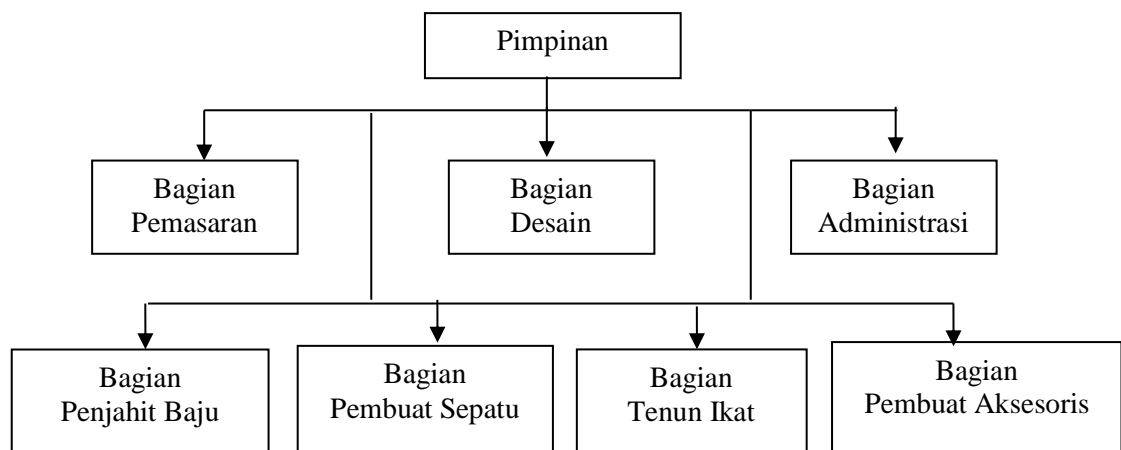 Pimpinan
Bagian
Pemasaran
Bagian
Desain
Bagian
Administrasi
Bagian
Penjahit Baju
Bagian
Pembuat Sepatu
Bagian
Tenun Ikat
Bagian
Pembuat Aksesoris